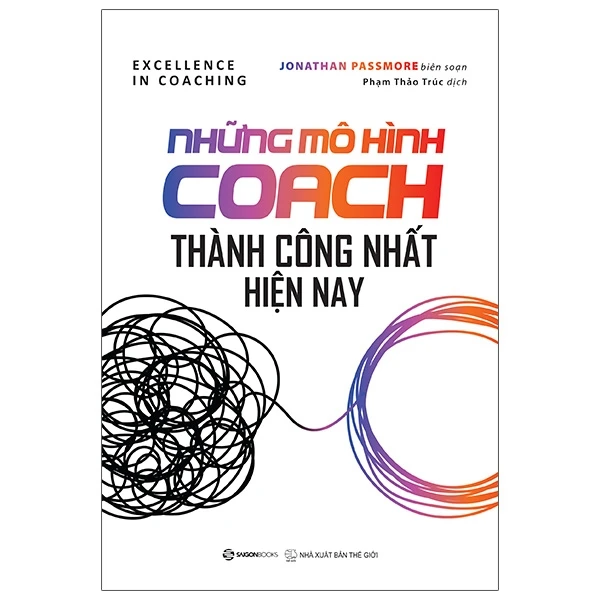 EXCELLENCE
IN COACHING
JONATHAN PASSMORE biên soạn
Phạm Thảo Trúc dịch
NHỮNG MÔ HÌNH
COACH
THÀNH CÔNG NHẤT
HIỆN NAY
SAIGONBOOKS
NHÀ XUẤT BẢN THẾ GIỚI